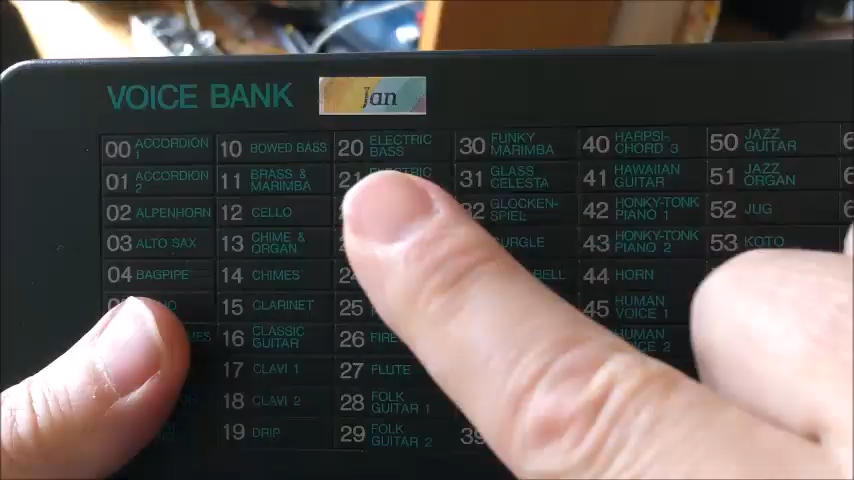 VOICE BANK
Jan
00 ACCORDION 1
01 ACCORDION 2
02 ALPENHORN
03 ALTO SAX
04 BAGPIPE
10 BOWED BASS
11 BRASS & MARIMBA
12 CELLO
13 CHIME & ORGAN
14 CHIMES
15 CLARINET
16 CLASSIC GUITAR
17 CLAVI 1
18 CLAVI 2
19 DRIP
20 ELECTRIC BASS
21 ELECTRIC
25
26
27 FLUTE
28 FOLK GUITAR 1
29 FOLK GUITAR 2
30 FUNKY MARIMBA
31 GLASS CELESTA
GLOCKEN-SPIEL
BELL
39
40 HARPSI-CHORD 3
41 HAWAIIAN GUITAR
42 HONKY-TONK PIANO 1
43 HONKY-TONK PIANO 2
44 HORN
45 HUMAN VOICE 1
HUMAN VOICE 2
50 JAZZ GUITAR
51 JAZZ ORGAN
52 JUG
53 KOTO